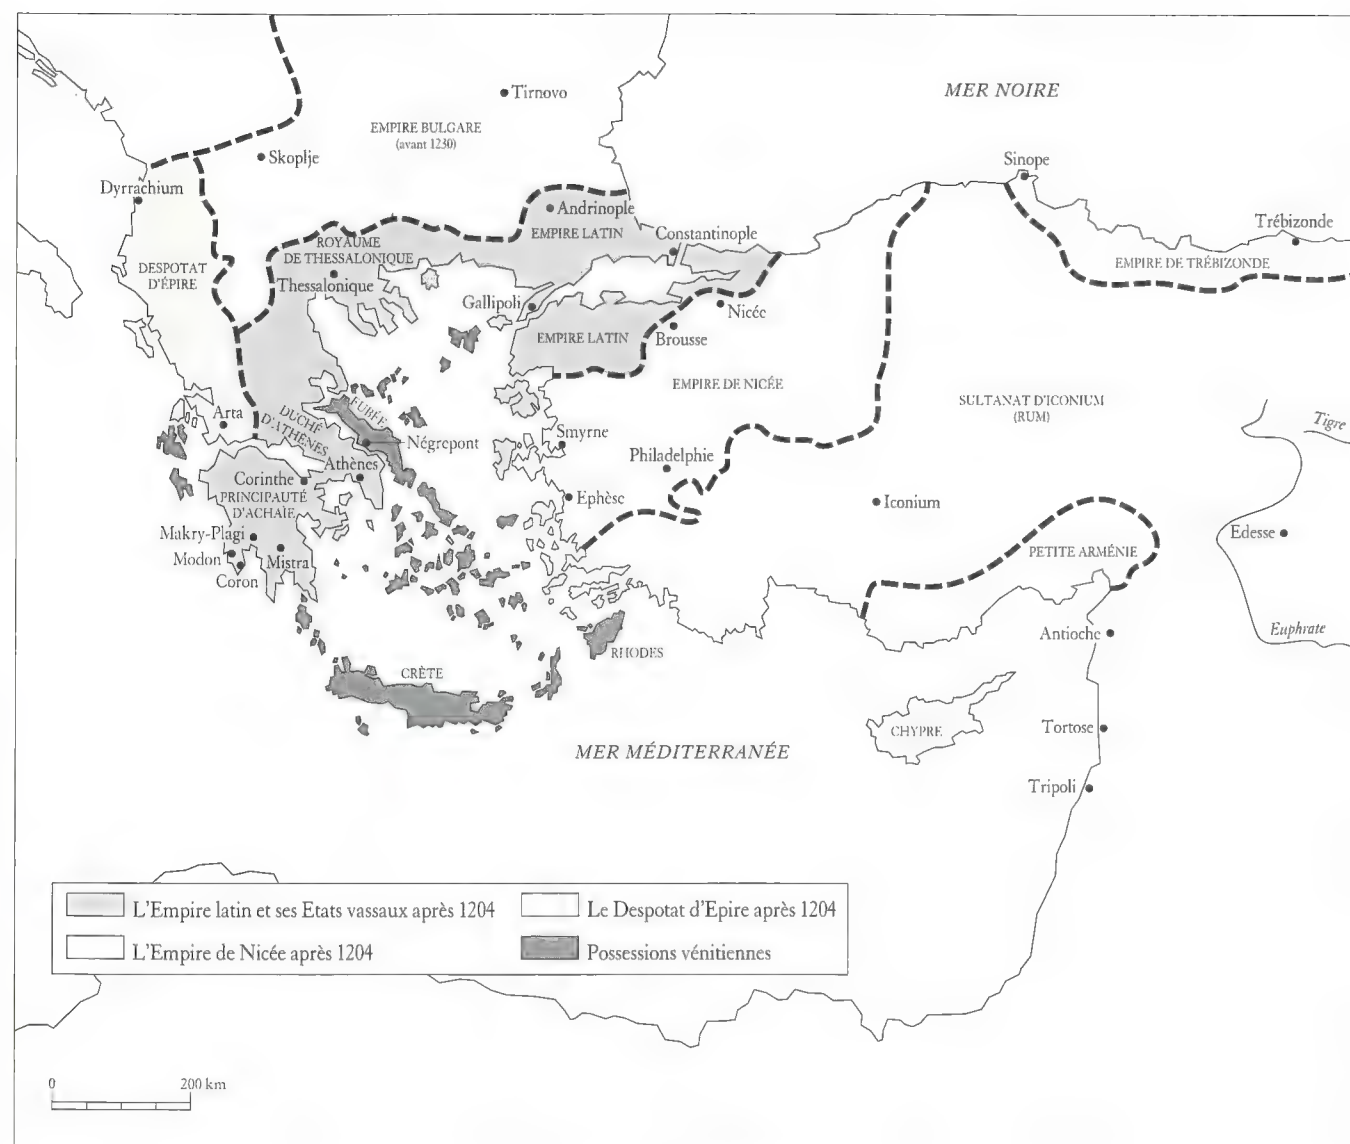 MER NOIRE
Tirnovo
EMPIRE BULGARE
(avant 1230)
Skoplje
Sinope
Dyrrachium
Andrinople
Trébizonde
ROYAUME
DE THESSALONIQUE
EMPIRE LATIN
Constantinople
EMPIRE DE TRÉBIZONDE
DESPOTAT
D'ÉPIRE
Thessalonique
Gallipoli
Nicée
EMPIRE LATIN
Brousse
EMPIRE DE NICÉE
SULTANAT D'ICONIUM
(RUM)
Tigre
Arta
DUCHÉ
D'ATHÈNES
EUBÉE
Négrepont
Smyrne
Philadelphie
Athènes
Corinthe
PRINCIPAUTÉ
D'ACHAÏE
Ephèse
Iconium
Edesse
Makry-Plagi
Modon
Mistra
Coron
PETITE ARMÉNIE
Antioche
Euphrate
RHODES
CRÈTE
CHYPRE
Tortose
MER MÉDITERRANÉE
Tripoli
L'Empire latin et ses Etats vassaux après 1204
Le Despotat d'Epire après 1204
L'Empire de Nicée après 1204
Possessions vénitiennes
0 200 km